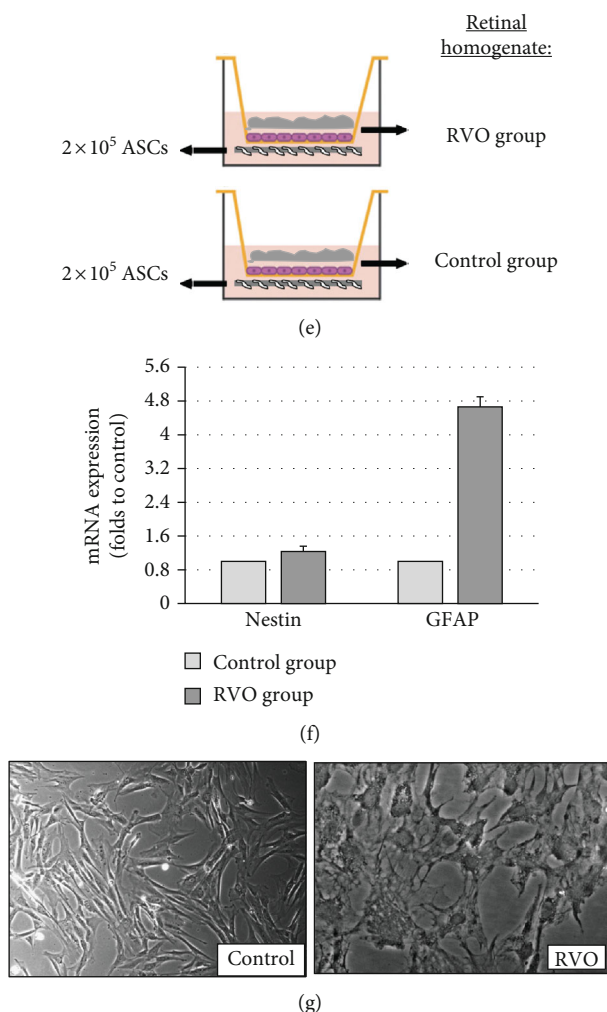 Retinal
homogenate:
2×10⁵ ASCs
RVO group
2×10⁵ ASCs
Control group
(e)
mRNA expression
(folds to control)
5.6
4.8
4
3.2
2.4
1.6
0.8
0
Nestin
GFAP
Control group
RVO group
(f)
Control
RVO
(g)